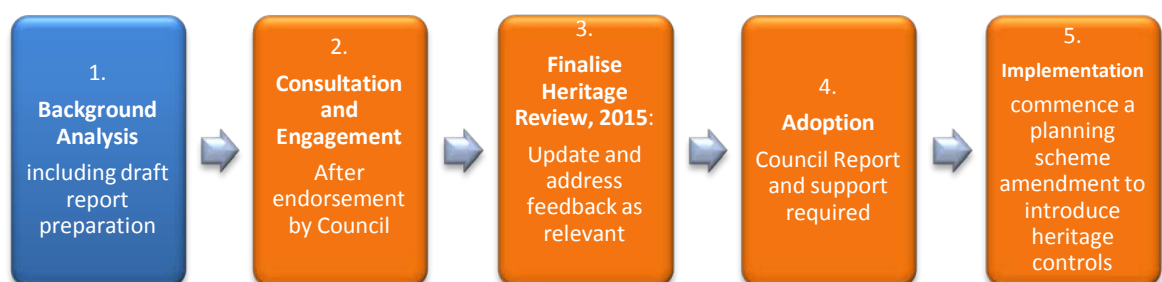 1.
Background
Analysis
including draft
report
preparation
2.
Consultation
and
Engagement
After
endorsement
by Council
3.
Finalise
Heritage
Review, 2015:
Update and
address
feedback as
relevant
4.
Adoption
Council Report
and support
required
5.
Implementation
commence a
planning
scheme
amendment to
introduce
heritage
controls